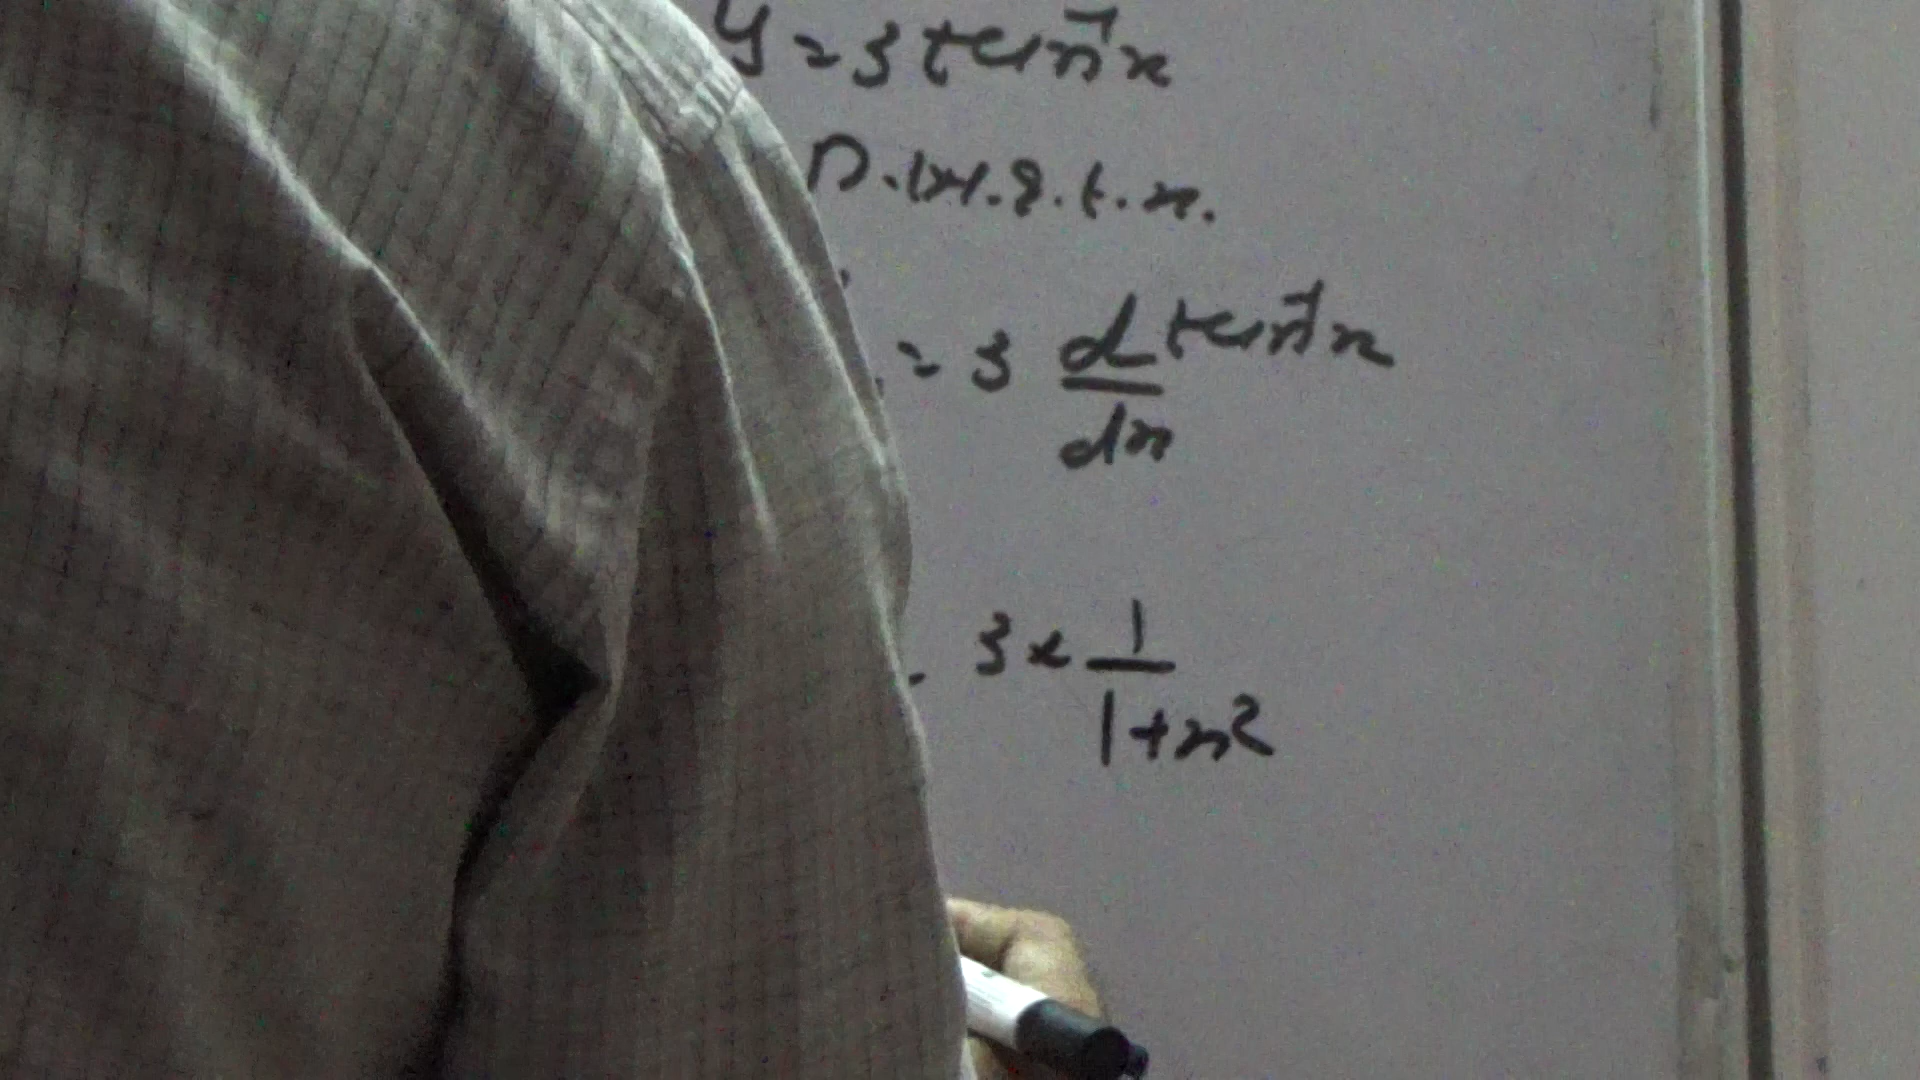 y = 3 tan⁻¹x
D.w.r.t.x.
= 3 d/dx tan⁻¹x
3 × 1/1+x²